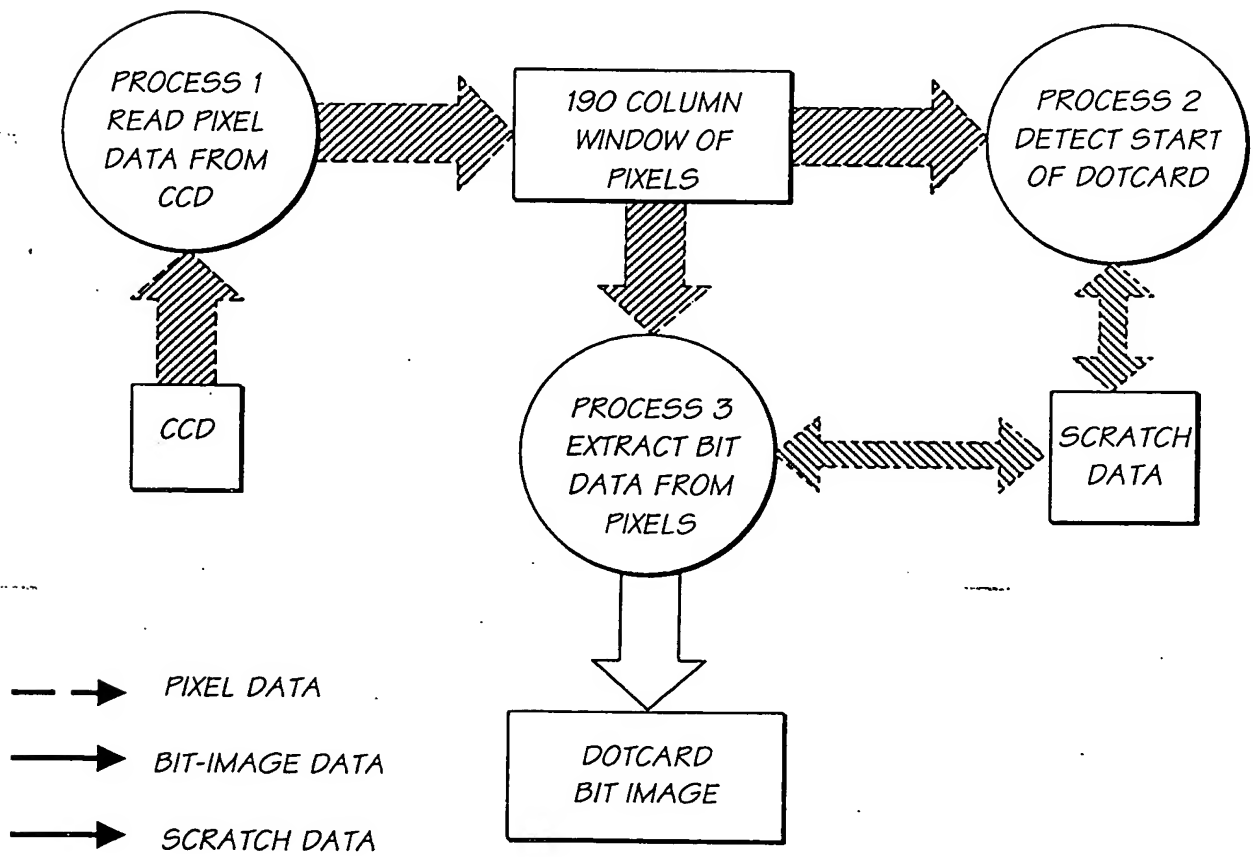 PROCESS 1
READ PIXEL
DATA FROM
CCD
190 COLUMN
WINDOW OF
PIXELS
PROCESS 2
DETECT START
OF DOTCARD
CCD
PROCESS 3
EXTRACT BIT
DATA FROM
PIXELS
SCRATCH
DATA
DOTCARD
BIT IMAGE
PIXEL DATA
BIT-IMAGE DATA
SCRATCH DATA